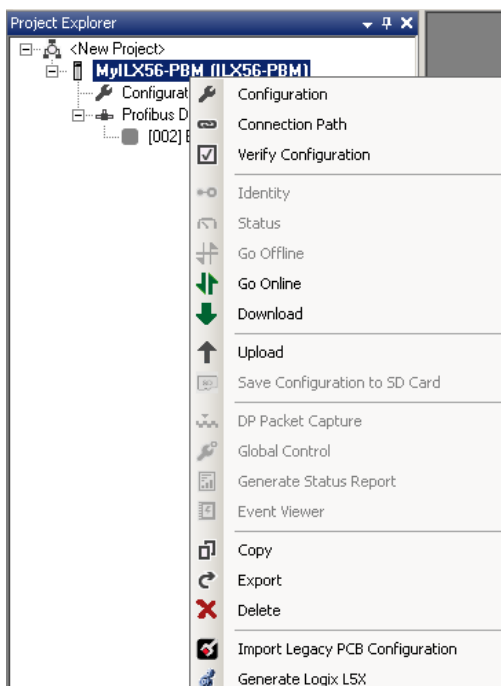 Project Explorer
<New Project>
MyILX56-PBM (ILX56-PBM)
Configurat
Profibus D
[002]
Configuration
Connection Path
Verify Configuration
Identity
Status
Go Offline
Go Online
Download
Upload
Save Configuration to SD Card
DP Packet Capture
Global Control
Generate Status Report
Event Viewer
Copy
Export
Delete
Import Legacy PCB Configuration
Generate Logix L5X